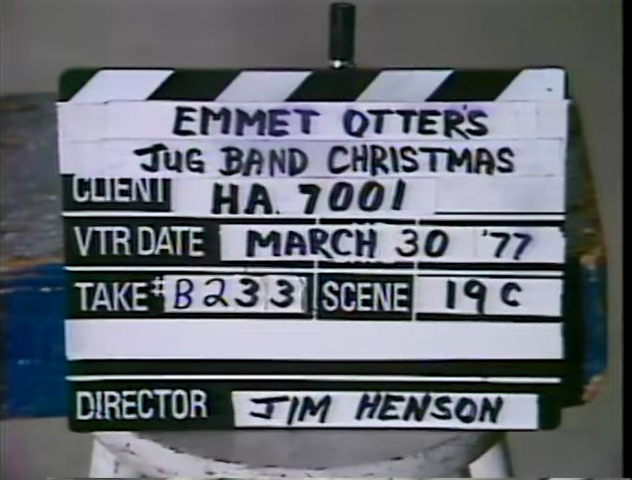 EMMET OTTER'S
JUG BAND CHRISTMAS
CLIENT HA 7001
VTR DATE MARCH 30 '77
TAKE# B233 SCENE 19C
DIRECTOR JIM HENSON